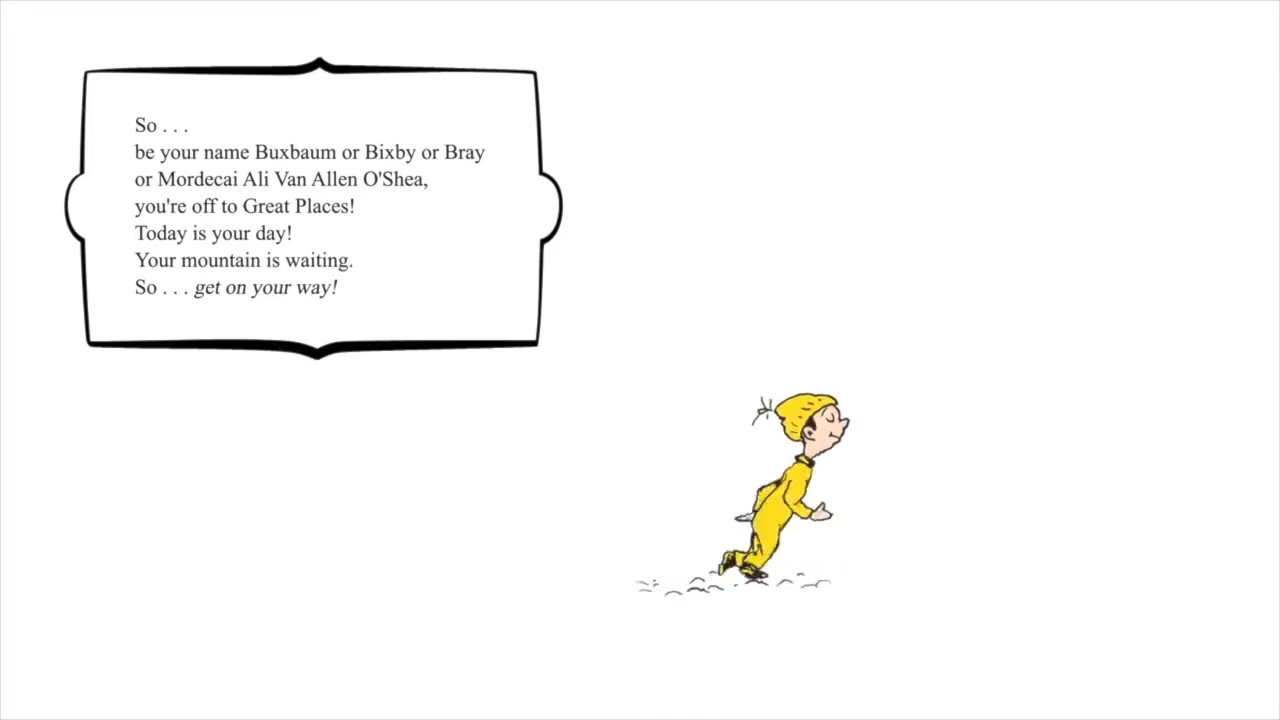 So . . .
be your name Buxbaum or Bixby or Bray
or Mordecai Ali Van Allen O'Shea,
you're off to Great Places!
Today is your day!
Your mountain is waiting.
So . . . get on your way!